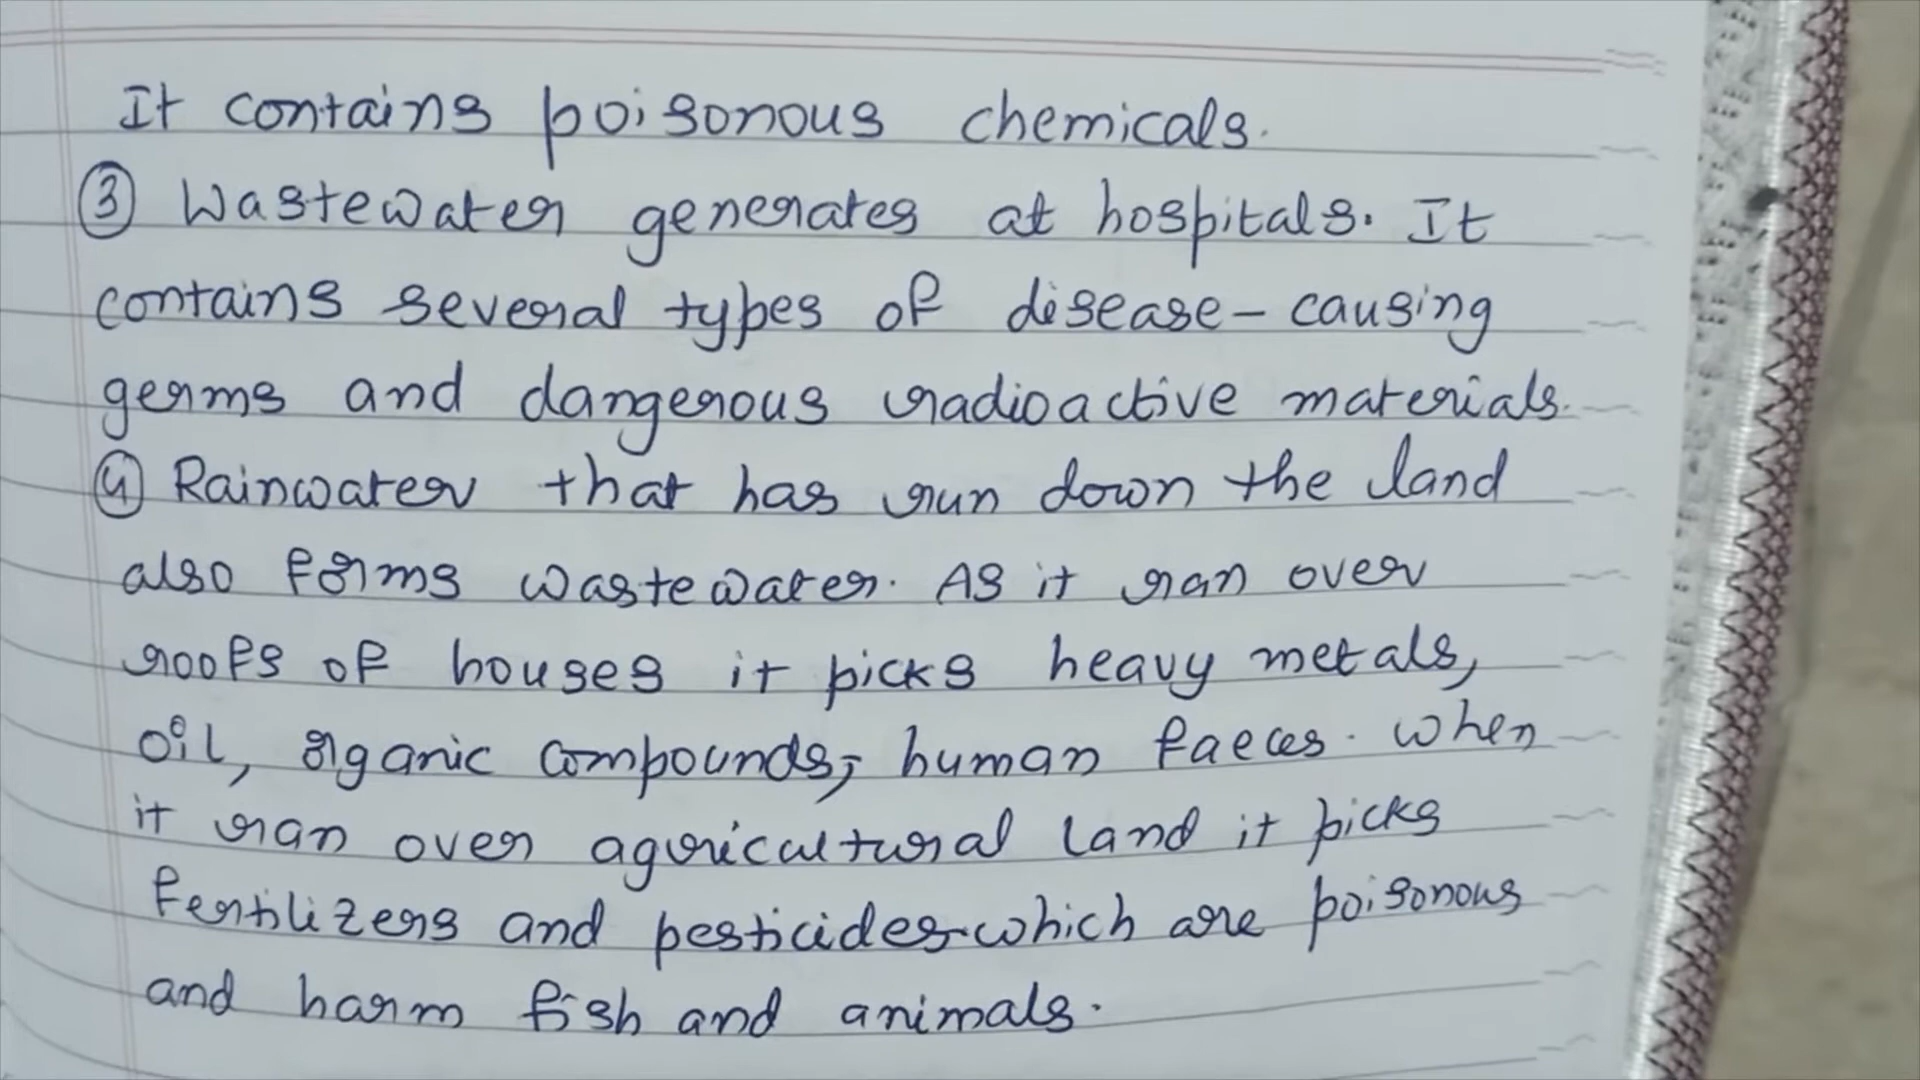 It contains poisonous chemicals.
③ Wastewater generates at hospitals. It
contains several types of disease-causing
germs and dangerous radioactive materials.
④ Rainwater that has run down the land
also forms wastewater. As it ran over
roofs of houses it picks heavy metals,
oil, organic compounds, human faeces. When
it ran over agricultural land it picks
fertilizers and pesticides which are poisonous
and harm fish and animals.